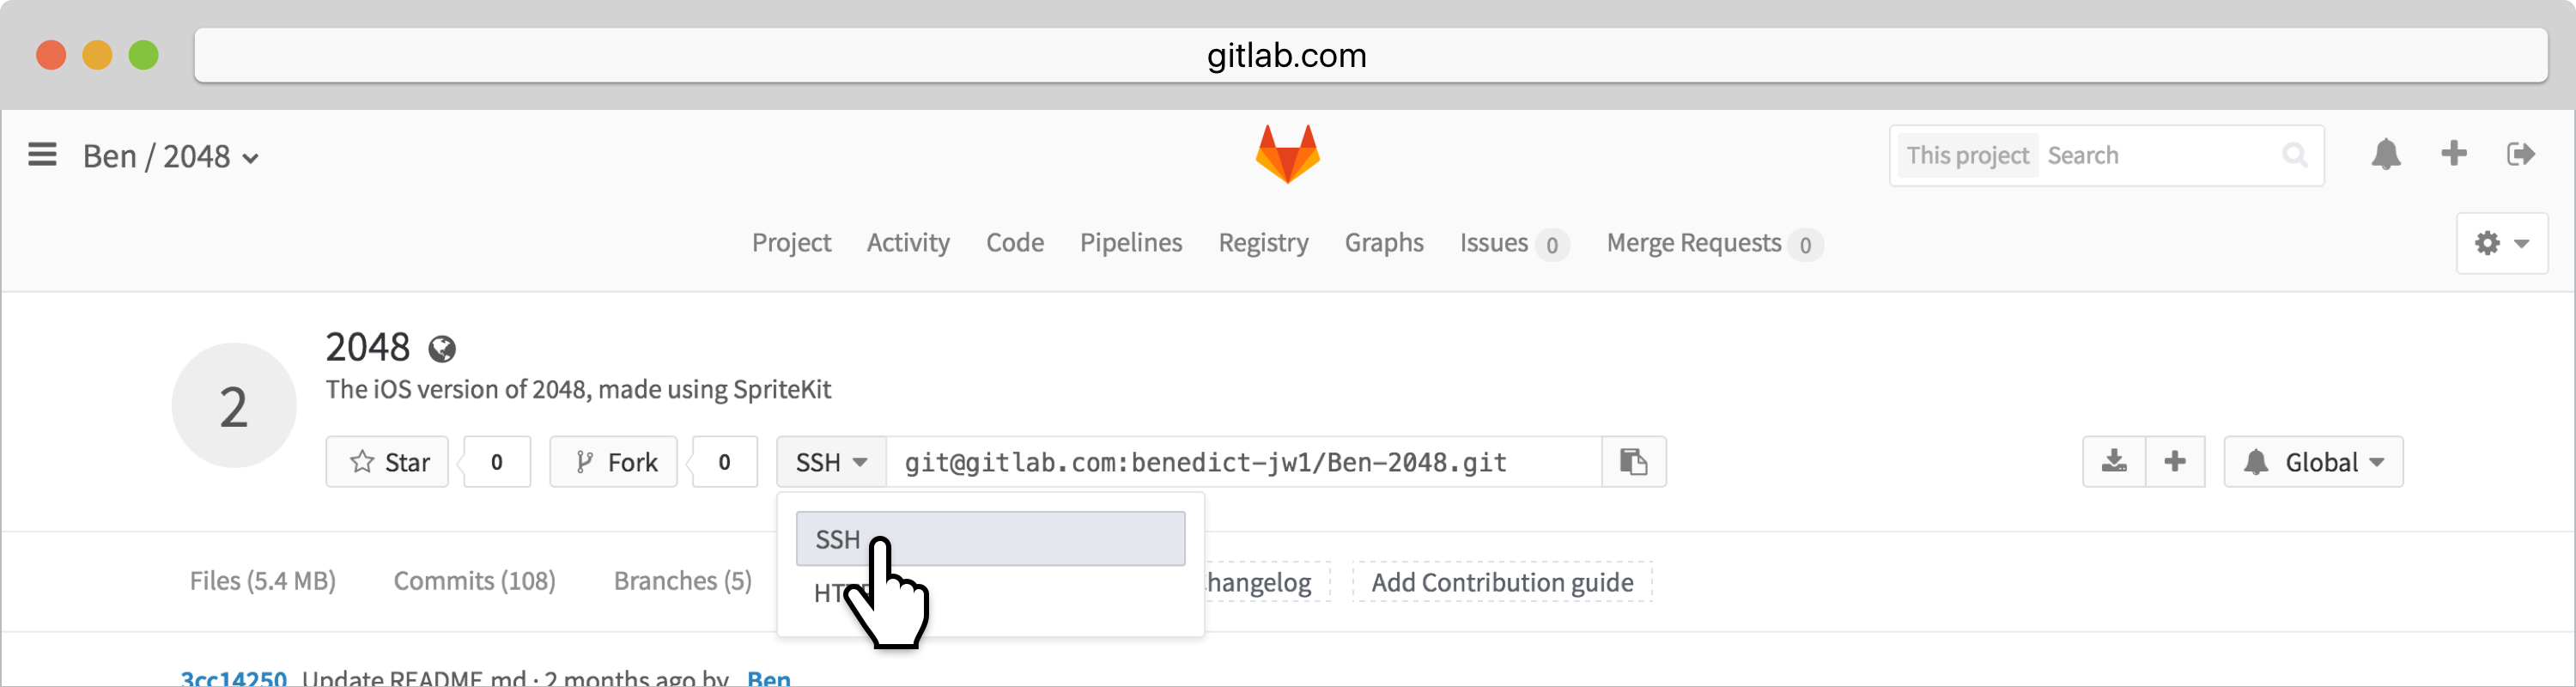 gitlab.com
Ben / 2048
This project Search
Project Activity Code Pipelines Registry Graphs Issues 0 Merge Requests 0
2
2048
The iOS version of 2048, made using SpriteKit
Star 0 Fork 0 SSH git@gitlab.com:benedict-jw1/Ben-2048.git Global
SSH
Files (5.4 MB) Commits (108) Branches (5) hangelog Add Contribution guide
HT
3cc14250 Update README.md · 2 months ago by Ben